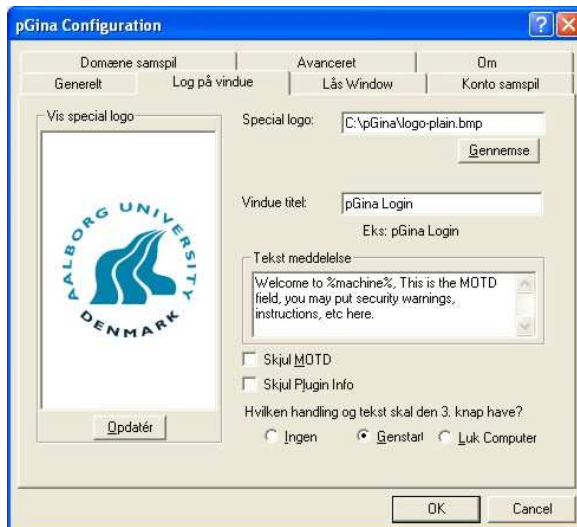 pGina Configuration
Domæne samspil
Avanceret
Om
Generelt
Log på vindue
Lås Window
Konto samspil
Vis special logo
AALBORG UNIVERSITY
DENMARK
Opdatér
Special logo:
C:\pGina\logo-plain.bmp
Gennemse
Vindue titel:
pGina Login
Eks: pGina Login
Tekst meddelelse
Welcome to %machine%, This is the MOTD
field, you may put security warnings,
instructions, etc here.
Skjul MOTD
Skjul Plugin Info
Hvilken handling og tekst skal den 3. knap have?
Ingen
Genstart
Luk Computer
OK
Cancel